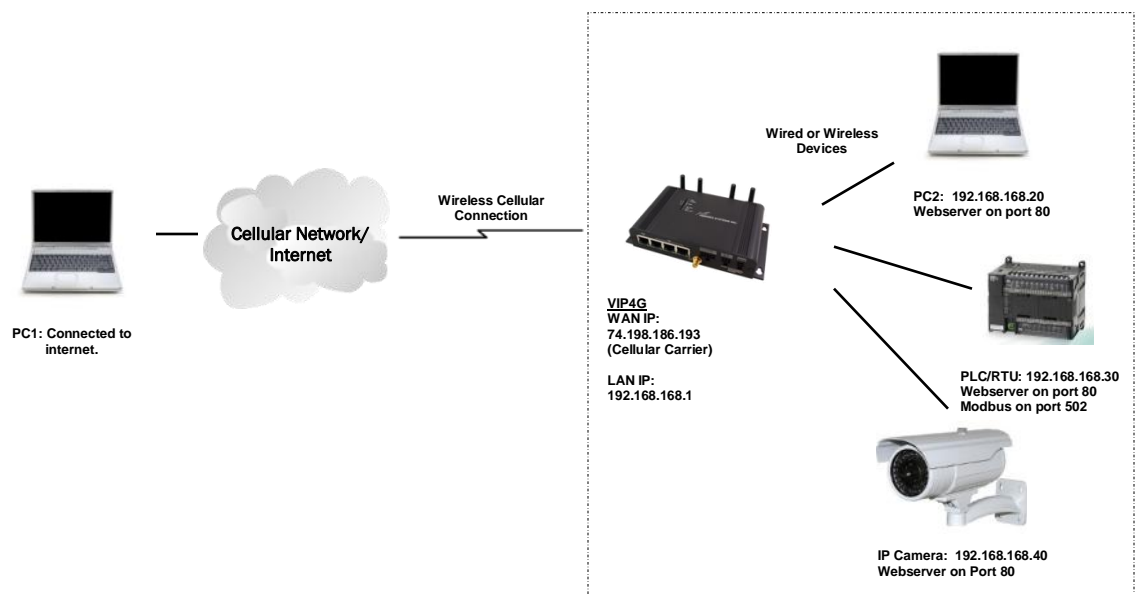 PC1: Connected to
internet.
Cellular Network/
Internet
Wireless Cellular
Connection
VIP4G
WAN IP:
74.198.186.193
(Cellular Carrier)
LAN IP:
192.168.168.1
Wired or Wireless
Devices
PC2: 192.168.168.20
Webserver on port 80
PLC/RTU: 192.168.168.30
Webserver on port 80
Modbus on port 502
IP Camera: 192.168.168.40
Webserver on Port 80